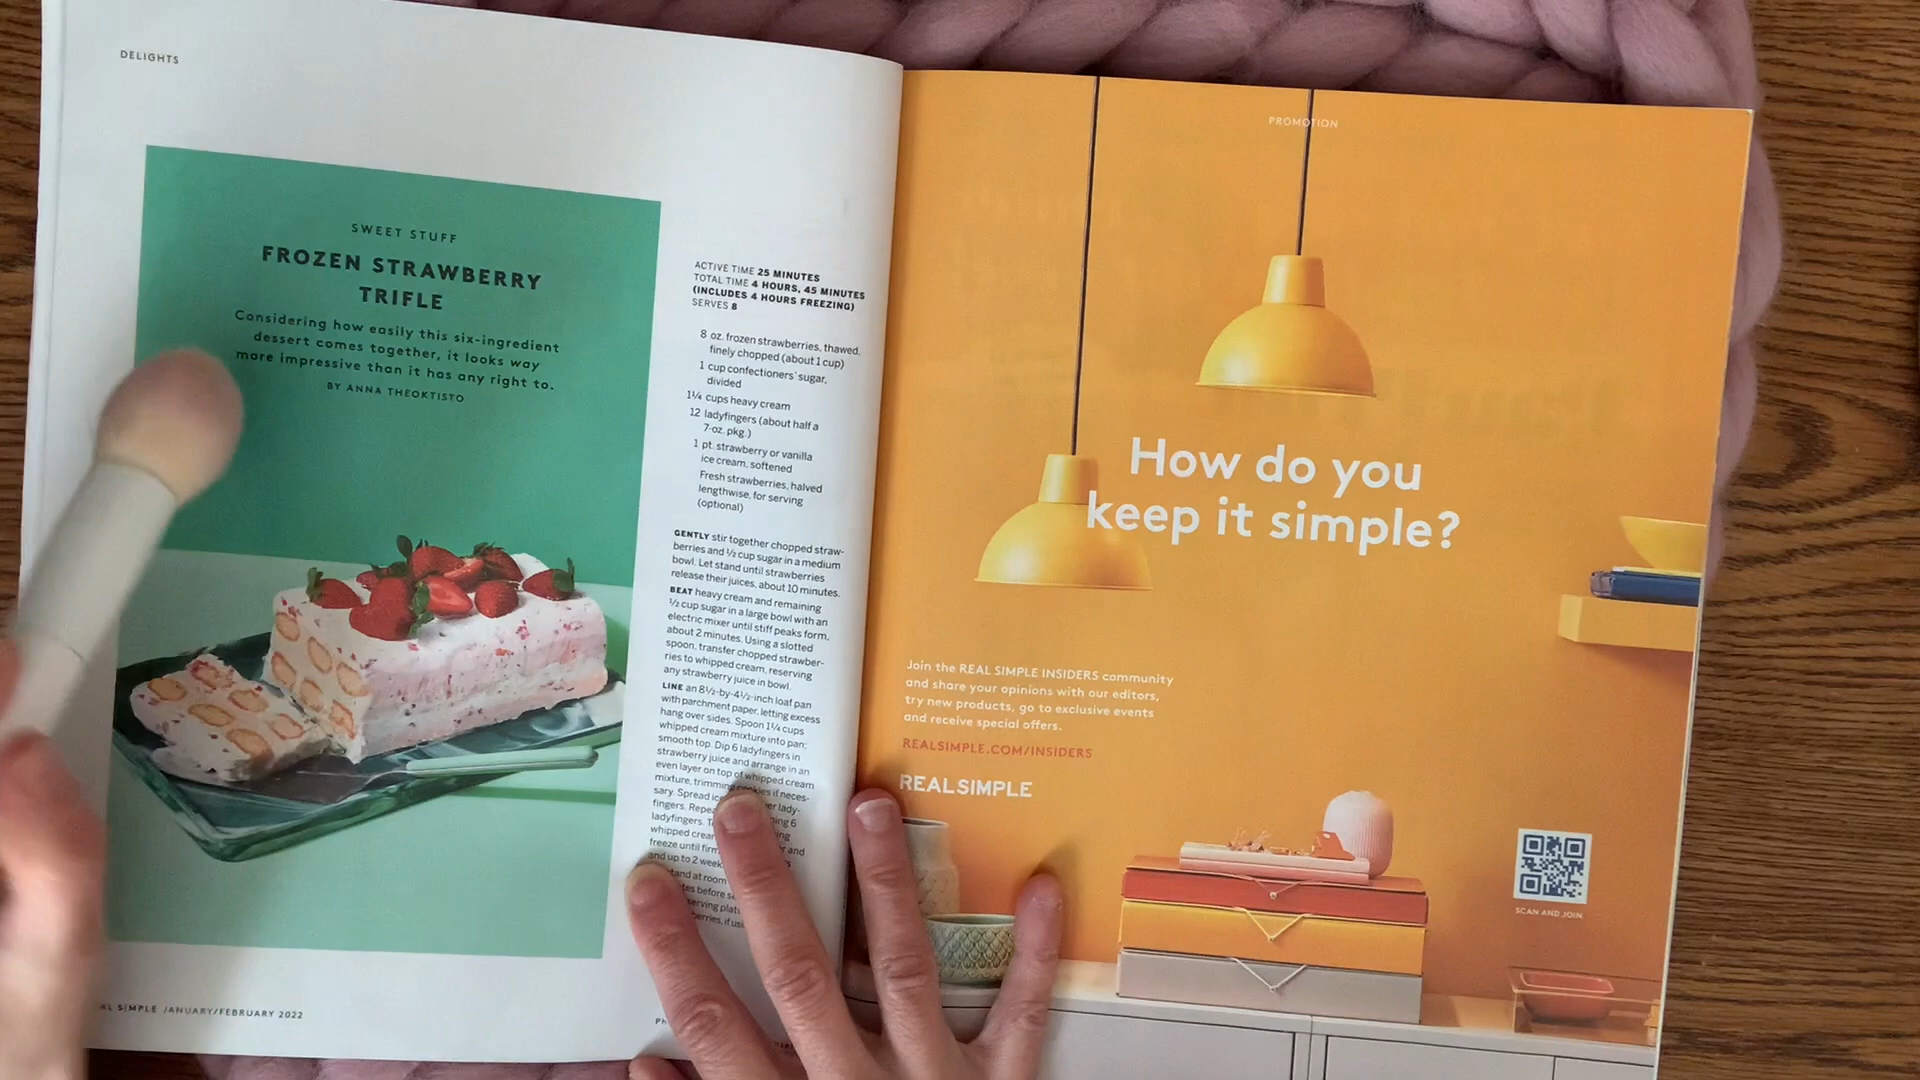 DELIGHTS
SWEET STUFF
FROZEN STRAWBERRY
TRIFLE
Considering how easily this six-ingredient
dessert comes together, it looks way
more impressive than it has any right to.
BY ANNA THEOKTISTO
ACTIVE TIME 25 MINUTES
TOTAL TIME 4 HOURS, 45 MINUTES
(INCLUDES 4 HOURS FREEZING)
SERVES 8
8 oz. frozen strawberries, thawed,
finely chopped (about 1 cup)
1 cup confectioners' sugar,
divided
1¼ cups heavy cream
12 ladyfingers (about half a
7-oz. pkg.)
1 pt. strawberry or vanilla
ice cream, softened
Fresh strawberries, halved
lengthwise, for serving
(optional)
GENTLY stir together chopped straw-
berries and ½ cup sugar in a medium
bowl. Let stand until strawberries
release their juices, about 10 minutes.
BEAT heavy cream and remaining
½ cup sugar in a large bowl with an
electric mixer until stiff peaks form,
about 2 minutes. Using a slotted
spoon, transfer chopped strawber-
ries to whipped cream, reserving
any strawberry juice in bowl.
LINE an 8½-by-4½-inch loaf pan
with parchment paper, letting excess
hang over sides. Spoon 1¼ cups
whipped cream mixture into pan;
smooth top. Dip 6 ladyfingers in
strawberry juice and arrange in an
even layer on top of whipped cream
mixture, trimming cookies if neces-
sary. Spread lady-
fingers. 6
ladyfingers.
whipped
freeze until and
and up to 2
stand at room
before
serving
SIMPLE JANUARY/FEBRUARY 2022
PROMOTION
How do you
keep it simple?
Join the REAL SIMPLE INSIDERS community
and share your opinions with our editors,
try new products, go to exclusive events
and receive special offers.
REALSIMPLE.COM/INSIDERS
REAL SIMPLE
SCAN AND JOIN